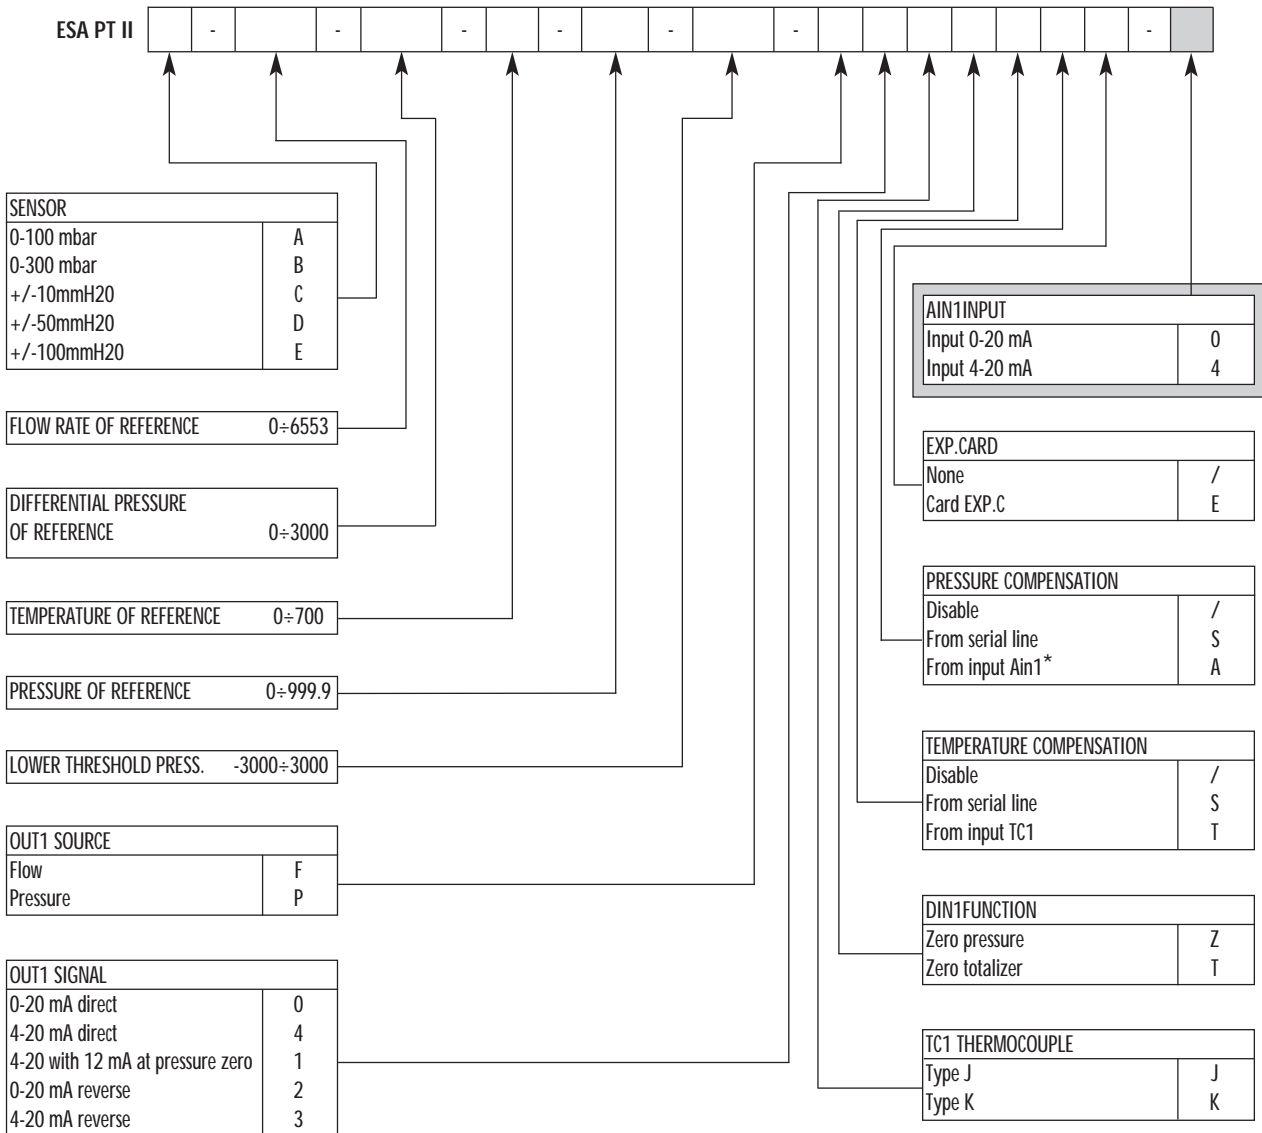 ESA PT II - - - - - - - -
SENSOR
0-100 mbar A
0-300 mbar B
+/-10mmH20 C
+/-50mmH20 D
+/-100mmH20 E
FLOW RATE OF REFERENCE 0÷6553
DIFFERENTIAL PRESSURE
OF REFERENCE 0÷3000
TEMPERATURE OF REFERENCE 0÷700
PRESSURE OF REFERENCE 0÷999.9
LOWER THRESHOLD PRESS. -3000÷3000
OUT1 SOURCE
Flow F
Pressure P
OUT1 SIGNAL
0-20 mA direct 0
4-20 mA direct 4
4-20 with 12 mA at pressure zero 1
0-20 mA reverse 2
4-20 mA reverse 3
AIN1INPUT
Input 0-20 mA 0
Input 4-20 mA 4
EXP.CARD
None /
Card EXP.C E
PRESSURE COMPENSATION
Disable /
From serial line S
From input Ain1* A
TEMPERATURE COMPENSATION
Disable /
From serial line S
From input TC1 T
DIN1FUNCTION
Zero pressure Z
Zero totalizer T
TC1 THERMOCOUPLE
Type J J
Type K K